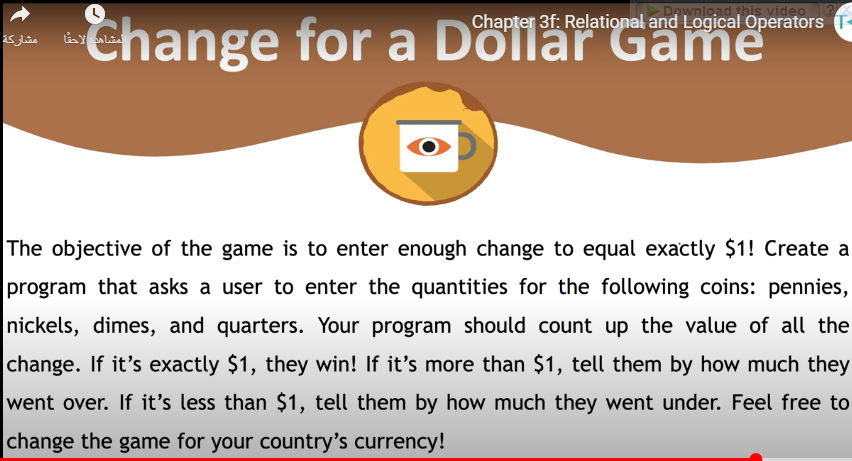 Download this video
Chapter 3f: Relational and Logical Operators
مشاركة
المشاهدة لاحقًا
Change for a Dollar Game
The objective of the game is to enter enough change to equal exactly $1! Create a
program that asks a user to enter the quantities for the following coins: pennies,
nickels, dimes, and quarters. Your program should count up the value of all the
change. If it’s exactly $1, they win! If it’s more than $1, tell them by how much they
went over. If it’s less than $1, tell them by how much they went under. Feel free to
change the game for your country’s currency!